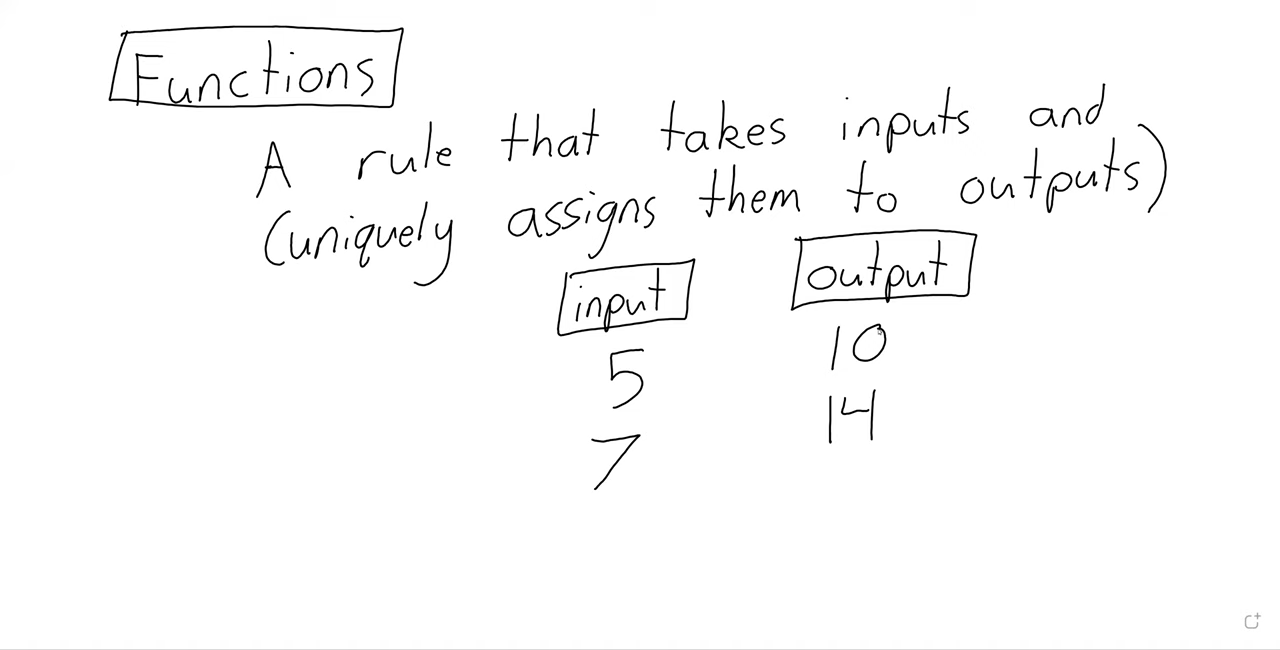 Functions
A rule that takes inputs and
(uniquely assigns them to outputs)
input output
5 10
7 14